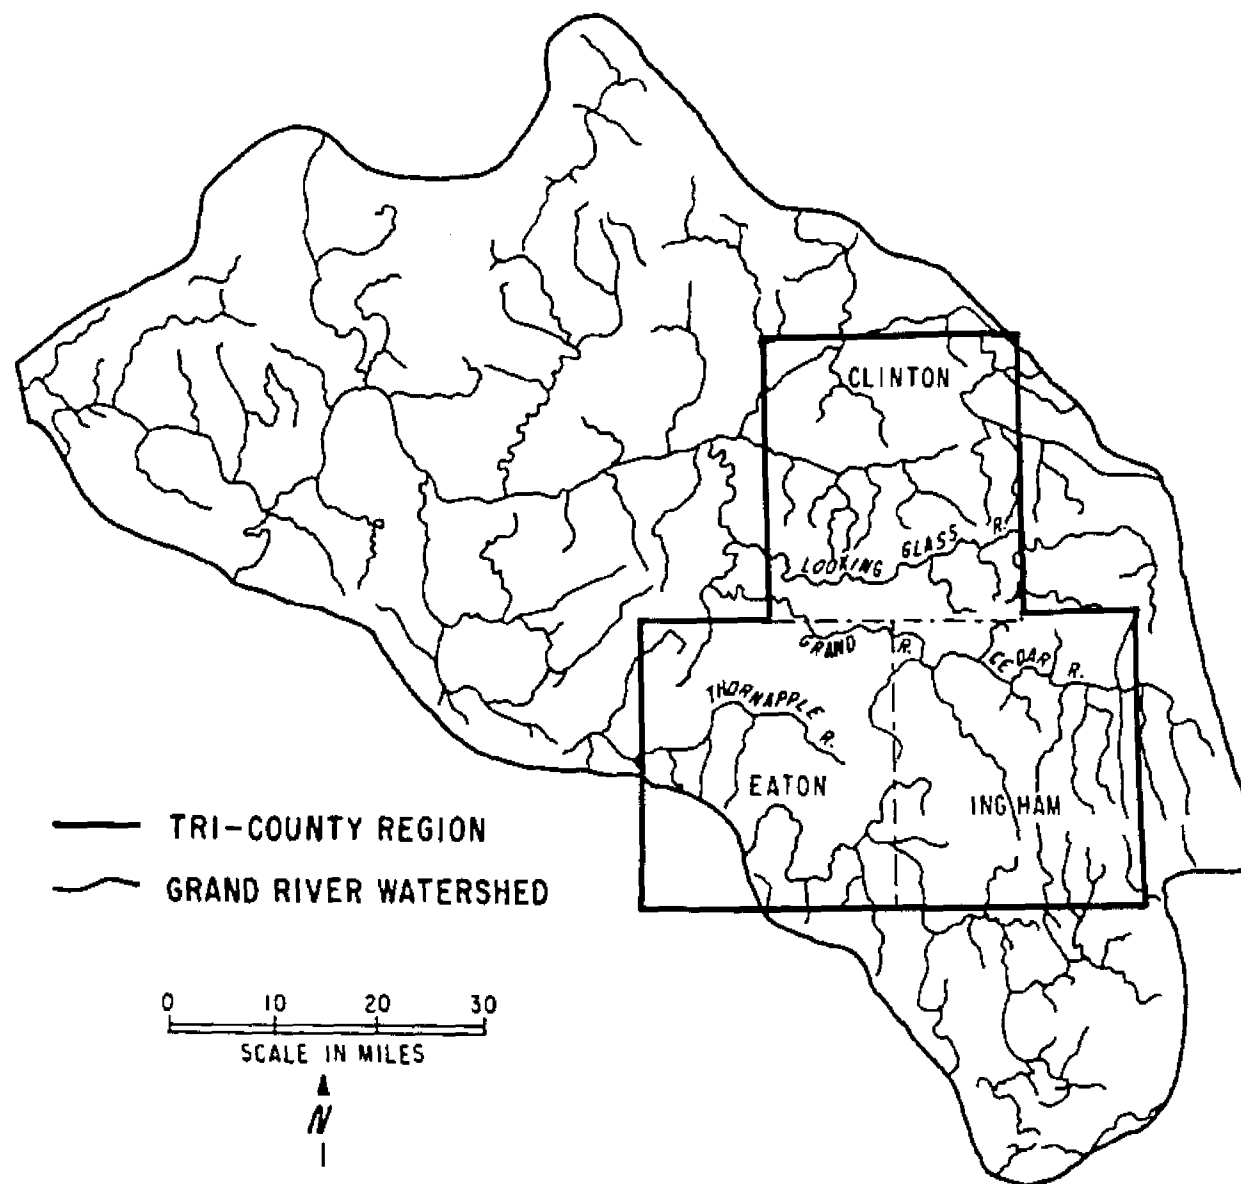 CLINTON
LOOKING GLASS R.
GRAND R.
CEDAR R.
THORNAPPLE R.
EATON
INGHAM
TRI-COUNTY REGION
GRAND RIVER WATERSHED
0 10 20 30
SCALE IN MILES
N